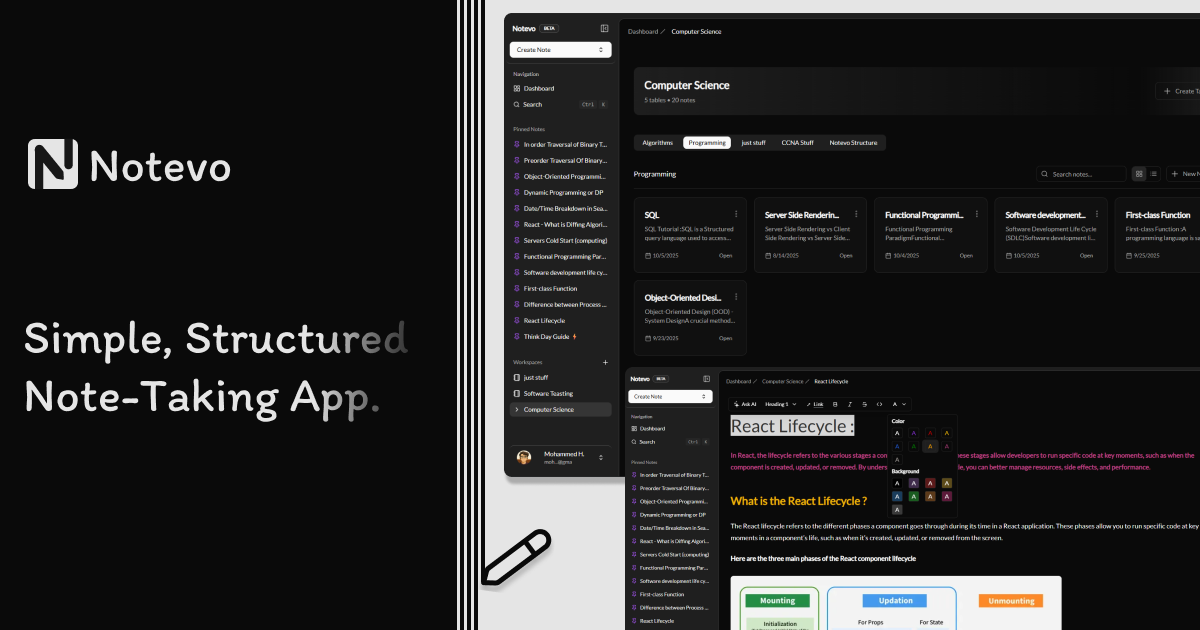 Notevo
Simple, Structured
Note-Taking App.
Notevo BETA
Create Note
Navigation
Dashboard
Search Ctrl K
Pinned Notes
In order Traversal of Binary T...
Preorder Traversal Of Binary...
Object-Oriented Programmi...
Dynamic Programming or DP
Date/Time Breakdown in Sea...
React - What is Diffing Algori...
Servers Cold Start (computing)
Functional Programming Par...
Software development life cy...
First-class Function
Difference between Process ...
React Lifecycle
Think Day Guide
Workspaces +
just stuff
Software Teasting
Computer Science
Mohammed H.
moh...@gma
Dashboard / Computer Science
Computer Science
5 tables • 20 notes
+ Create Ta
Algorithms Programming just stuff CCNA Stuff Notevo Structure
Programming
Search notes...
+ New N
SQL
SQL Tutorial :SQL is a Structured
query language used to access...
10/5/2025 Open
Server Side Renderin...
Server Side Rendering vs Client
Side Rendering vs Server Side...
8/14/2025 Open
Functional Programmi...
Functional Programming
ParadigmFunctional...
10/4/2025 Open
Software development...
Software Development Life Cycle
(SDLC)Software development li...
10/5/2025 Open
First-class Function
First-class Function :A
programming language is sa
9/25/2025
Object-Oriented Desi...
Object-Oriented Design (OOD) -
System DesignA crucial method...
9/23/2025 Open
Notevo BETA
Create Note
Navigation
Dashboard
Search Ctrl K
Pinned Notes
In order Traversal of Binary T...
Preorder Traversal Of Binary...
Object-Oriented Programmi...
Dynamic Programming or DP
Date/Time Breakdown in Sea...
React - What is Diffing Algori...
Servers Cold Start (computing)
Functional Programming Par...
Software development life cy...
First-class Function
Difference between Process ...
React Lifecycle
Dashboard / Computer Science / React Lifecycle
Ask AI Heading 1 Link B I S <> A
React Lifecycle :
Color
A A A A
A A A A
A
Background
A A A A
A A A A
A
In React, the lifecycle refers to the various stages a con hese stages allow developers to run specific code at key moments, such as when the
component is created, updated, or removed. By unders le, you can better manage resources, side effects, and performance.
What is the React Lifecycle ?
The React lifecycle refers to the different phases a component goes through during its time in a React application. These phases allow you to run specific code at key
moments in a component's life, such as when it's created, updated, or removed from the screen.
Here are the three main phases of the React component lifecycle
Mounting Updation Unmounting
Initialization
For Props For State